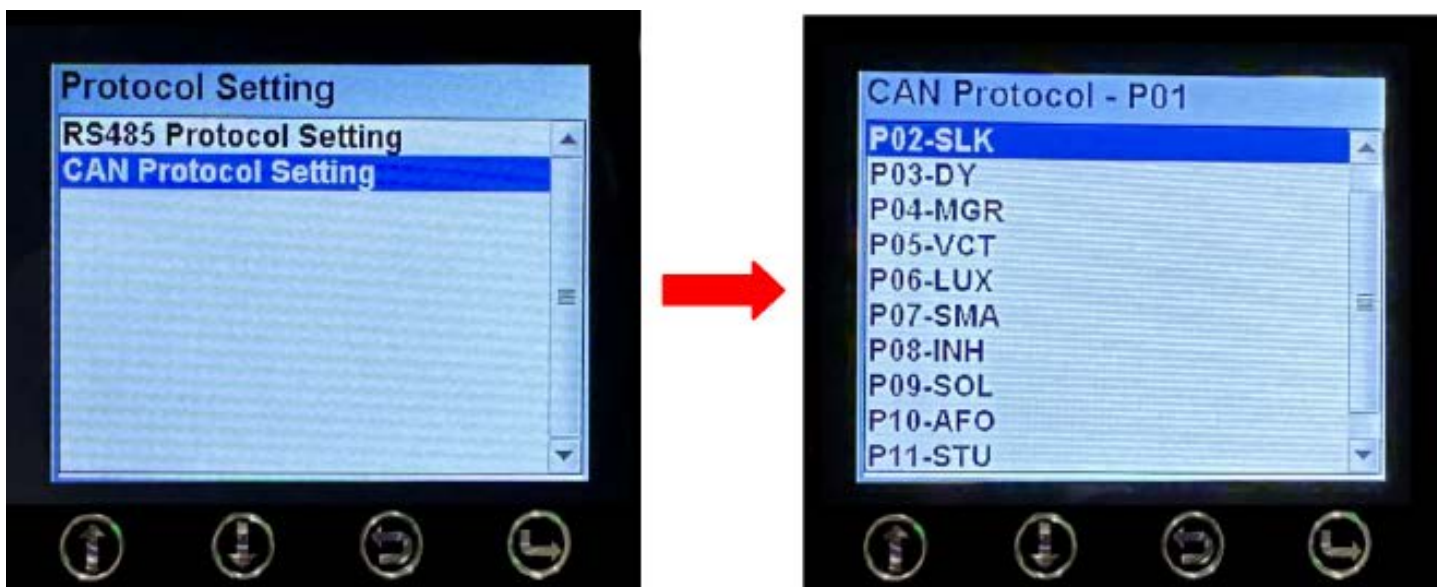 Protocol Setting
RS485 Protocol Setting
CAN Protocol Setting
CAN Protocol - P01
P02-SLK
P03-DY
P04-MGR
P05-VCT
P06-LUX
P07-SMA
P08-INH
P09-SOL
P10-AFO
P11-STU